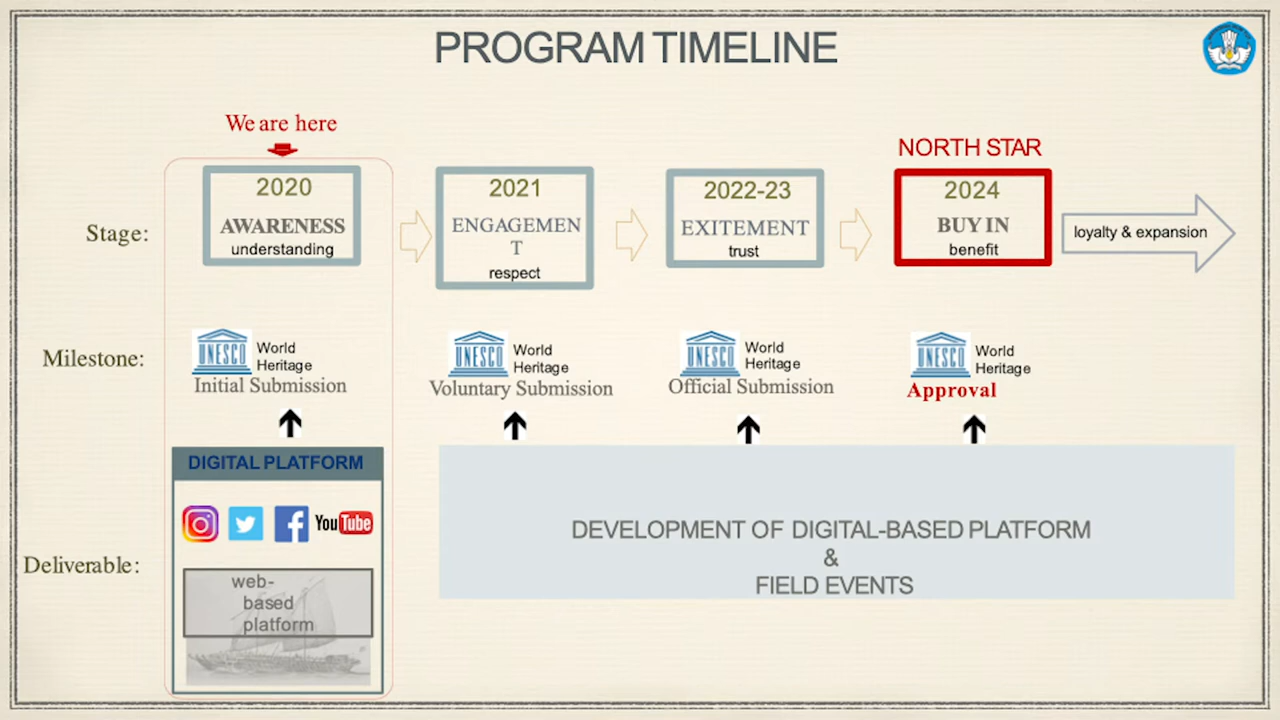 PROGRAM TIMELINE
We are here
NORTH STAR
Stage:
2020
AWARENESS
understanding
2021
ENGAGEMEN
T
respect
2022-23
EXITEMENT
trust
2024
BUY IN
benefit
loyalty & expansion
Milestone:
UNESCO
World
Heritage
Initial Submission
UNESCO
World
Heritage
Voluntary Submission
UNESCO
World
Heritage
Official Submission
UNESCO
World
Heritage
Approval
Deliverable:
DIGITAL PLATFORM
You Tube
web-
based
platform
DEVELOPMENT OF DIGITAL-BASED PLATFORM
&
FIELD EVENTS